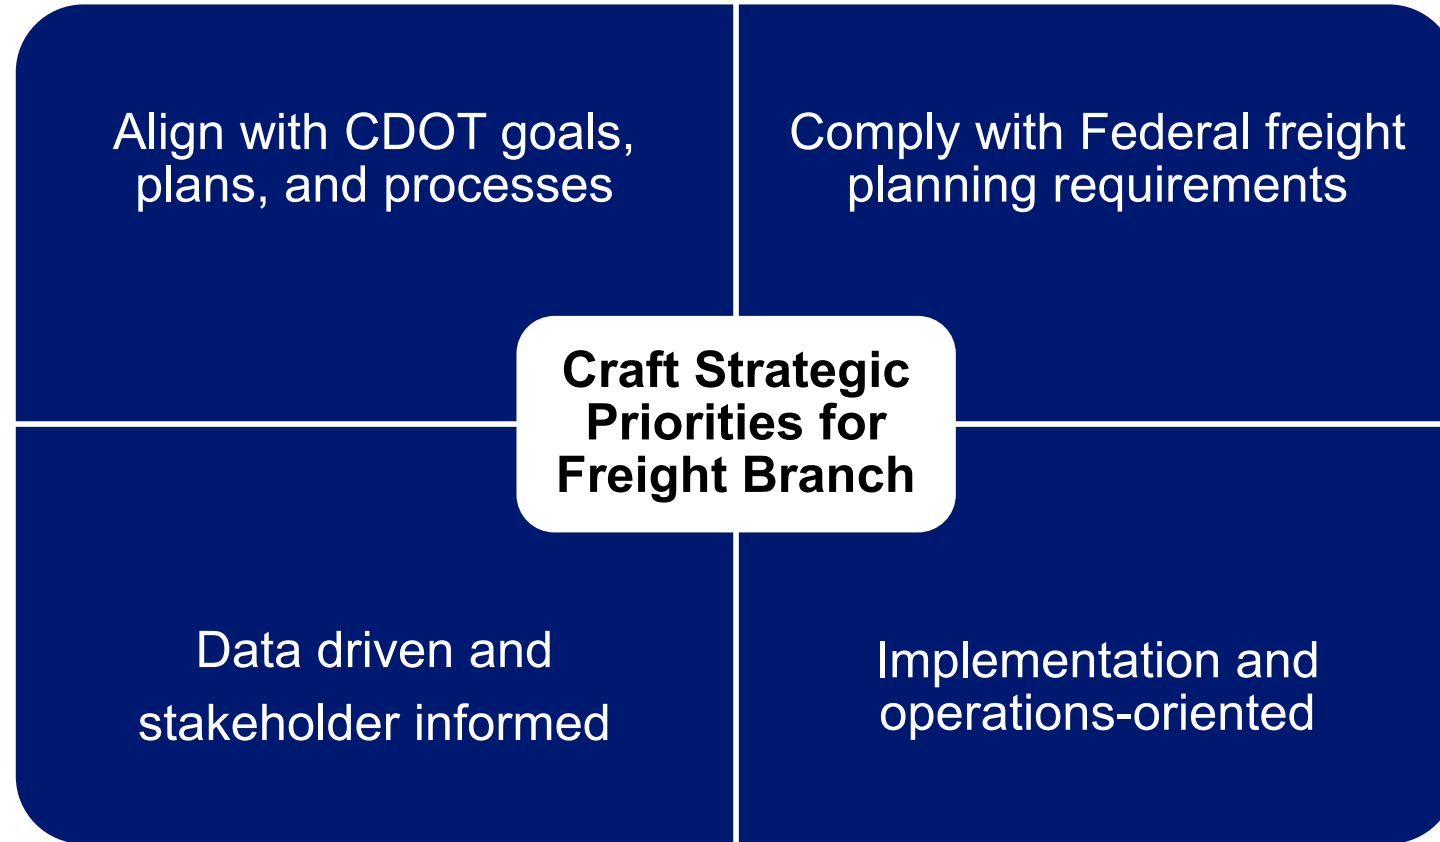 Align with CDOT goals,
plans, and processes
Comply with Federal freight
planning requirements
Craft Strategic
Priorities for
Freight Branch
Data driven and
stakeholder informed
Implementation and
operations-oriented